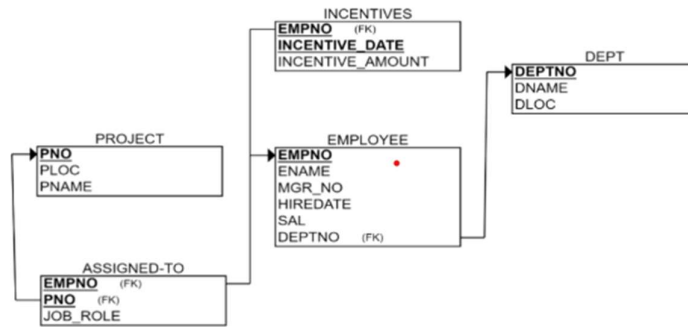 INCENTIVES
EMPNO (FK)
INCENTIVE_DATE
INCENTIVE_AMOUNT
DEPT
DEPTNO
DNAME
DLOC
PROJECT
PNO
PLOC
PNAME
EMPLOYEE
EMPNO
ENAME
MGR_NO
HIREDATE
SAL
DEPTNO (FK)
ASSIGNED-TO
EMPNO (FK)
PNO (FK)
JOB_ROLE